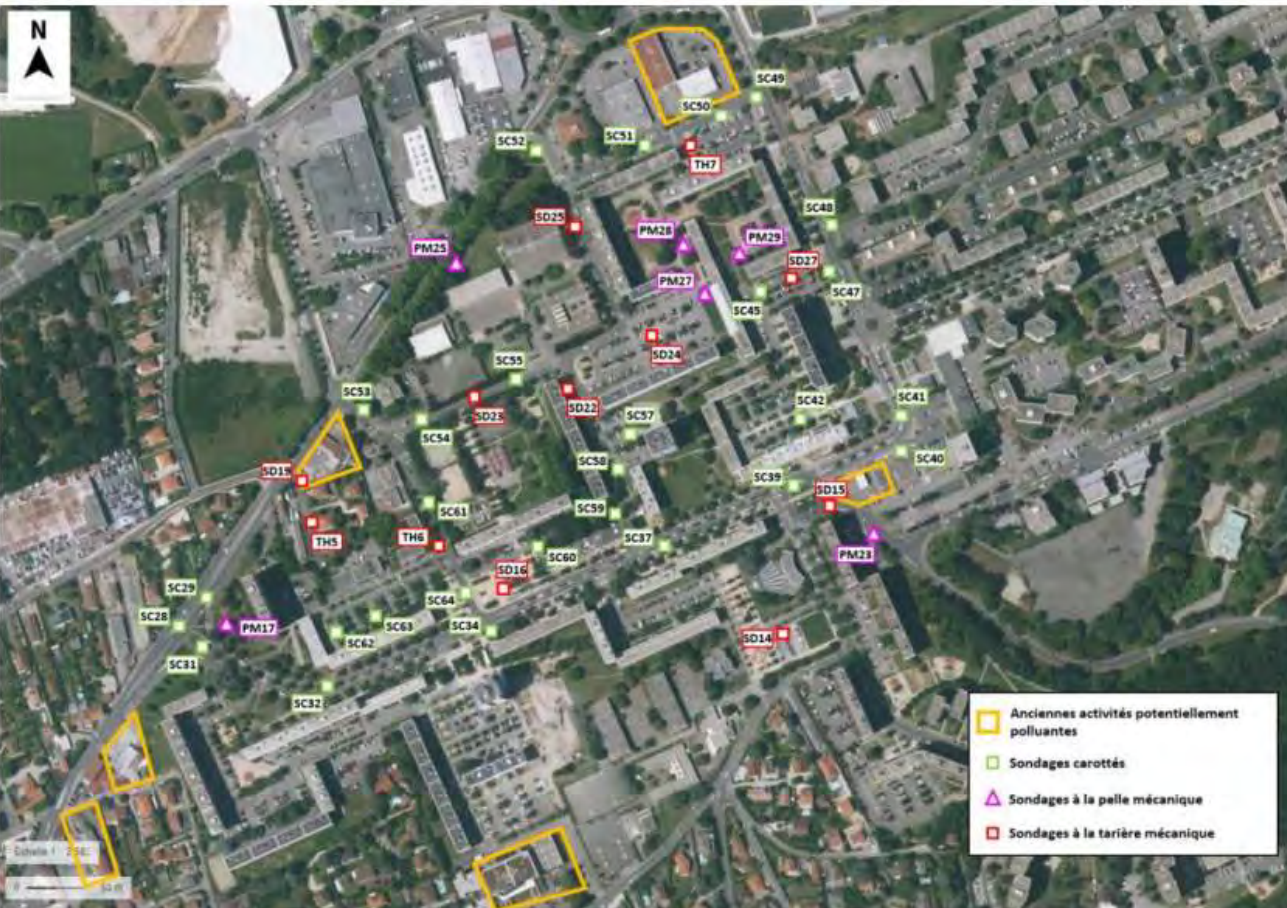 N
SC49
SC50
SC51
SC52
TH7
SC48
SD25
PM28
PM29
PM25
SD27
PM27
SC47
SC45
SD24
SC55
SC53
SD22
SD23
SC42
SC41
SC54
SC57
SC58
SC40
SD19
SC39
SD15
SC61
SC59
TH5
TH6
SC60
SC37
PM23
SD16
SC29
SC64
SC28
PM17
SC63
SC34
SC62
SD14
SC31
SC32
Anciennes activités potentiellement
polluantes
Sondages carottés
Sondages à la pelle mécanique
Sondages à la tarière mécanique
0